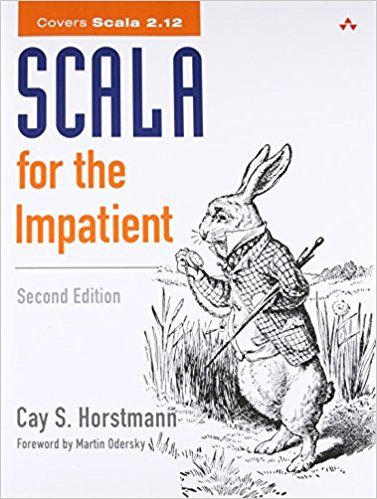 Covers Scala 2.12
SCALA
for the
Impatient
Second Edition
Cay S. Horstmann
Foreword by Martin Odersky